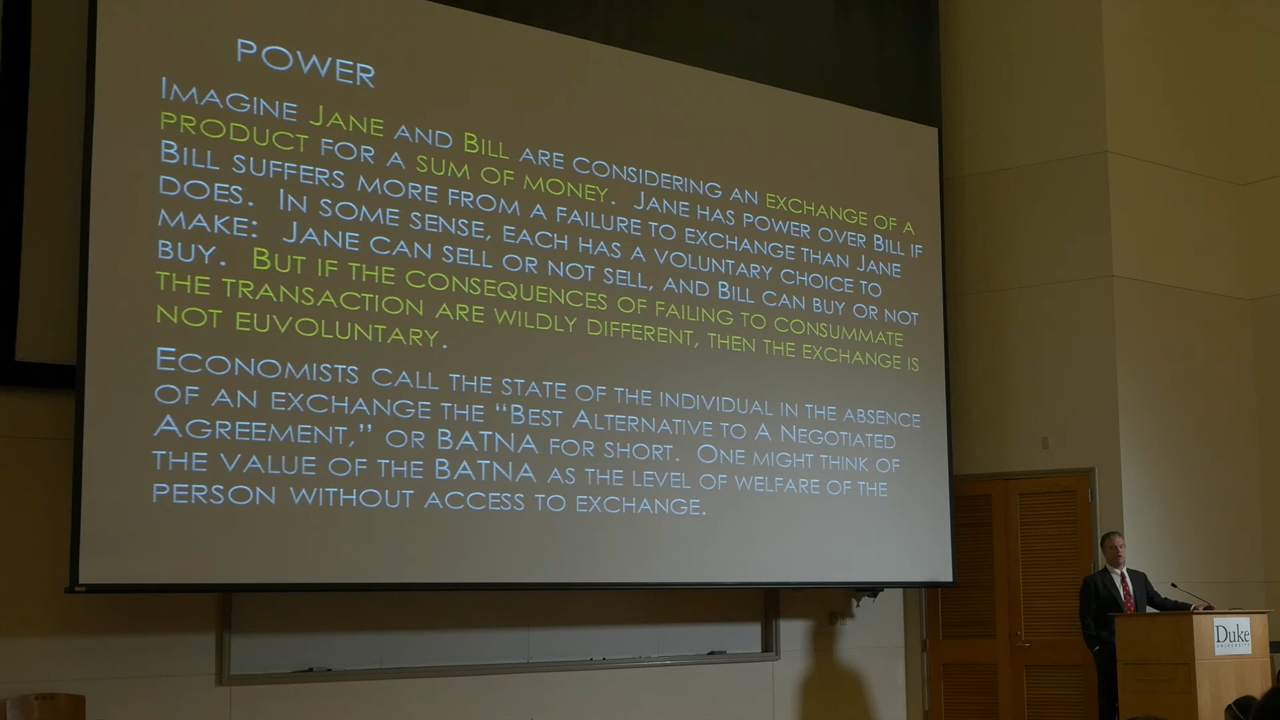 POWER
IMAGINE JANE AND BILL ARE CONSIDERING AN EXCHANGE OF A
PRODUCT FOR A SUM OF MONEY. JANE HAS POWER OVER BILL IF
BILL SUFFERS MORE FROM A FAILURE TO EXCHANGE THAN JANE
DOES. IN SOME SENSE, EACH HAS A VOLUNTARY CHOICE TO
MAKE: JANE CAN SELL OR NOT SELL, AND BILL CAN BUY OR NOT
BUY. BUT IF THE CONSEQUENCES OF FAILING TO CONSUMMATE
THE TRANSACTION ARE WILDLY DIFFERENT, THEN THE EXCHANGE IS
NOT EUVOLUNTARY.
ECONOMISTS CALL THE STATE OF THE INDIVIDUAL IN THE ABSENCE
OF AN EXCHANGE THE “BEST ALTERNATIVE TO A NEGOTIATED
AGREEMENT,” OR BATNA FOR SHORT. ONE MIGHT THINK OF
THE VALUE OF THE BATNA AS THE LEVEL OF WELFARE OF THE
PERSON WITHOUT ACCESS TO EXCHANGE.
Duke
UNIVERSITY